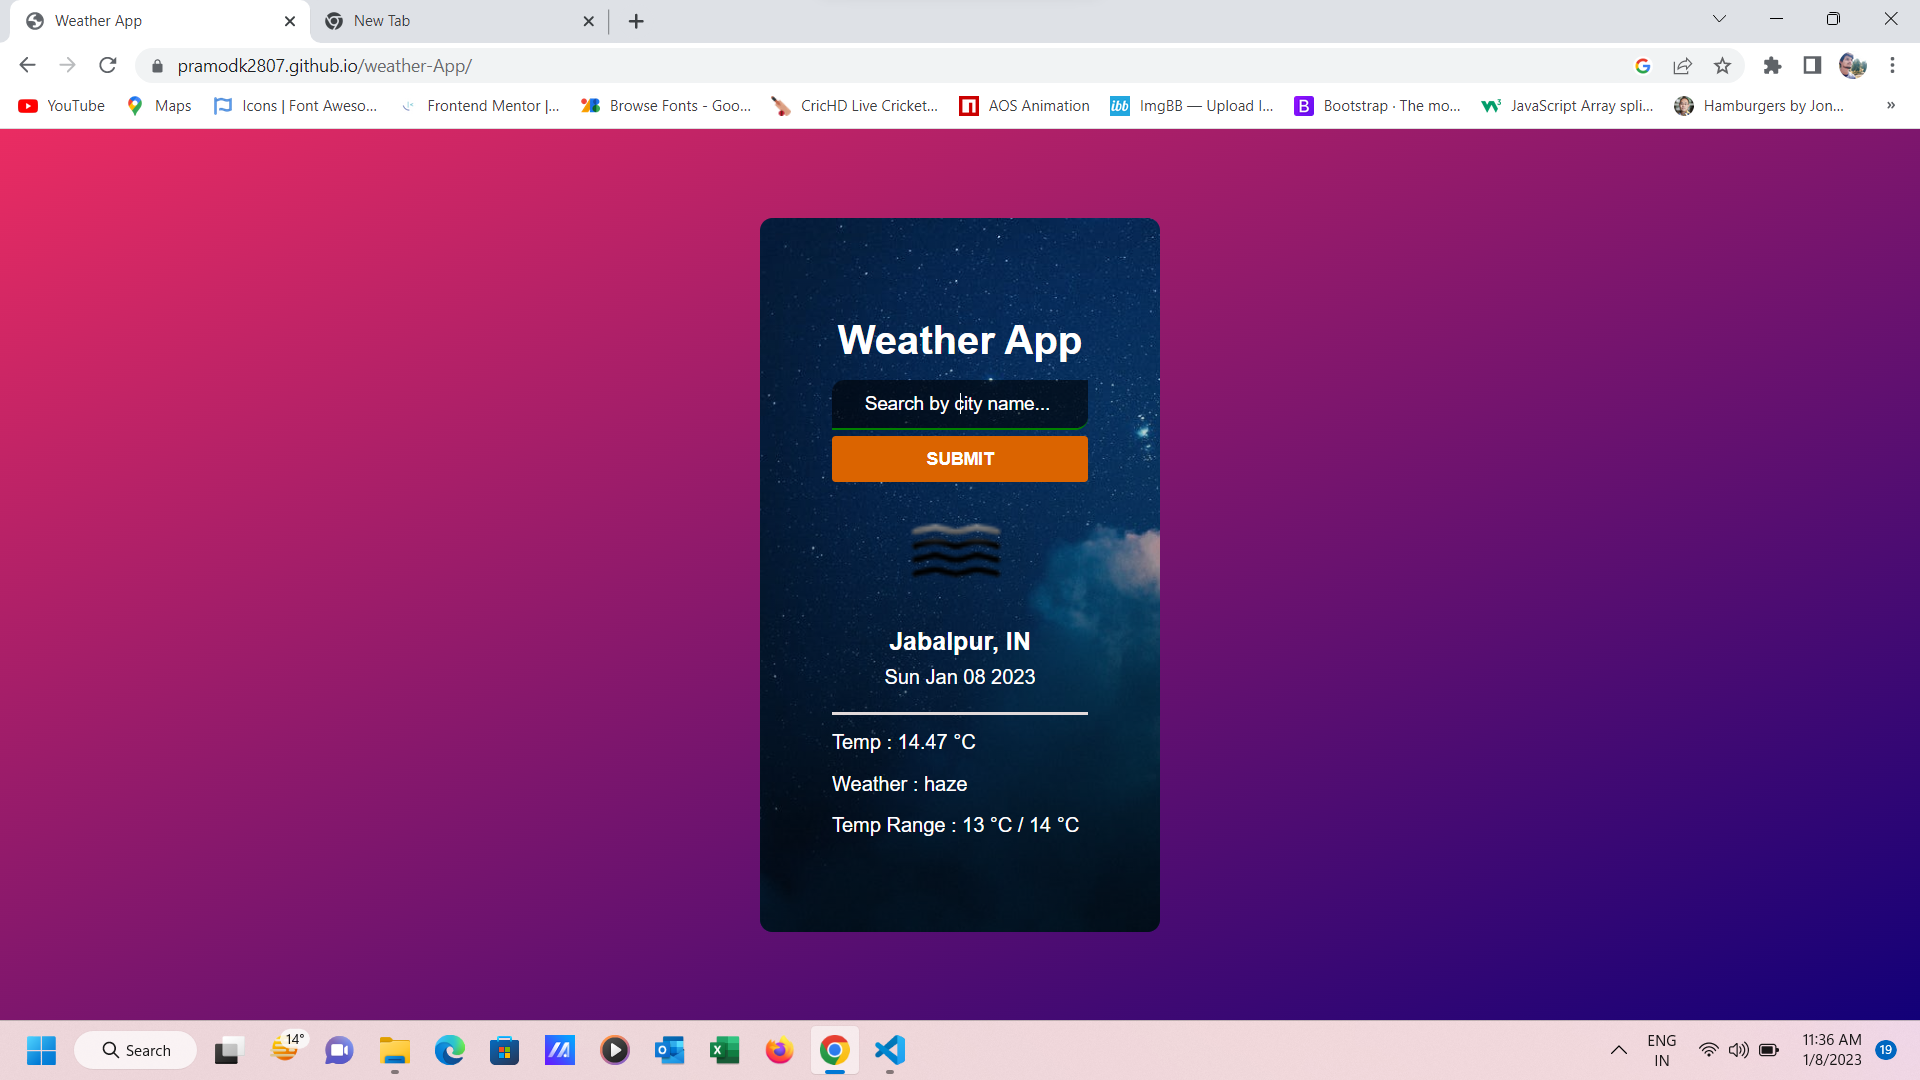 Weather App
New Tab
pramodk2807.github.io/weather-App/
YouTube
Maps
Icons | Font Aweso...
Frontend Mentor |...
Browse Fonts - Goo...
CricHD Live Cricket...
AOS Animation
ibb
ImgBB — Upload I...
B
Bootstrap · The mo...
JavaScript Array spli...
Hamburgers by Jon...
»
Weather App
Search by city name...
SUBMIT
Jabalpur, IN
Sun Jan 08 2023
Temp : 14.47 °C
Weather : haze
Temp Range : 13 °C / 14 °C
Search
14°
ENG
IN
11:36 AM
1/8/2023
19